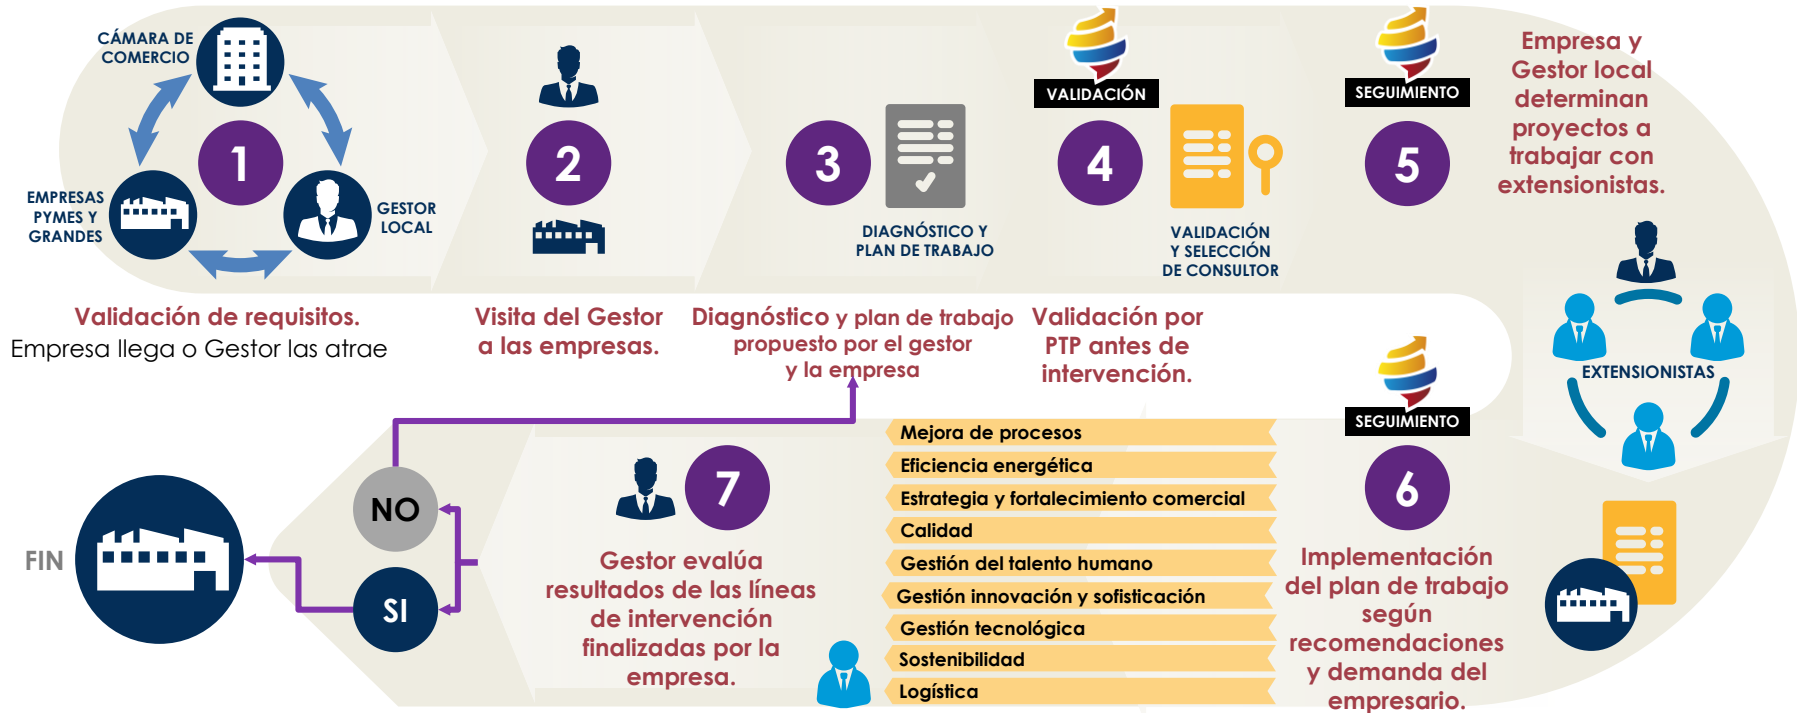 CÁMARA DE
COMERCIO
1
EMPRESAS
PYMES Y
GRANDES
GESTOR
LOCAL
Validación de requisitos.
Empresa llega o Gestor las atrae
2
Visita del Gestor
a las empresas.
3
DIAGNÓSTICO Y
PLAN DE TRABAJO
Diagnóstico y plan de trabajo
propuesto por el gestor
y la empresa
VALIDACIÓN
4
VALIDACIÓN
Y SELECCIÓN
DE CONSULTOR
Validación por
PTP antes de
intervención.
SEGUIMIENTO
5
Empresa y
Gestor local
determinan
proyectos a
trabajar con
extensionistas.
EXTENSIONISTAS
SEGUIMIENTO
6
Implementación
del plan de trabajo
según
recomendaciones
y demanda del
empresario.
Mejora de procesos
Eficiencia energética
Estrategia y fortalecimiento comercial
Calidad
Gestión del talento humano
Gestión innovación y sofisticación
Gestión tecnológica
Sostenibilidad
Logística
7
Gestor evalúa
resultados de las líneas
de intervención
finalizadas por la
empresa.
NO
SI
FIN